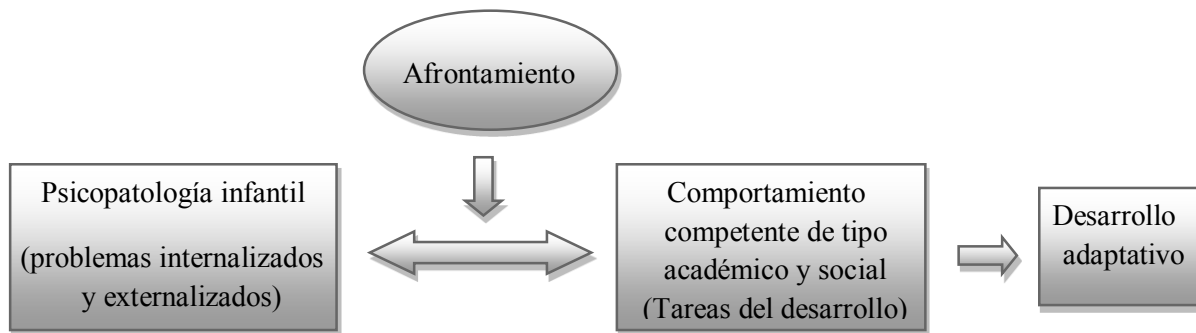 Afrontamiento
Psicopatología infantil
(problemas internalizados
y externalizados)
Comportamiento
competente de tipo
académico y social
(Tareas del desarrollo)
Desarrollo
adaptativo